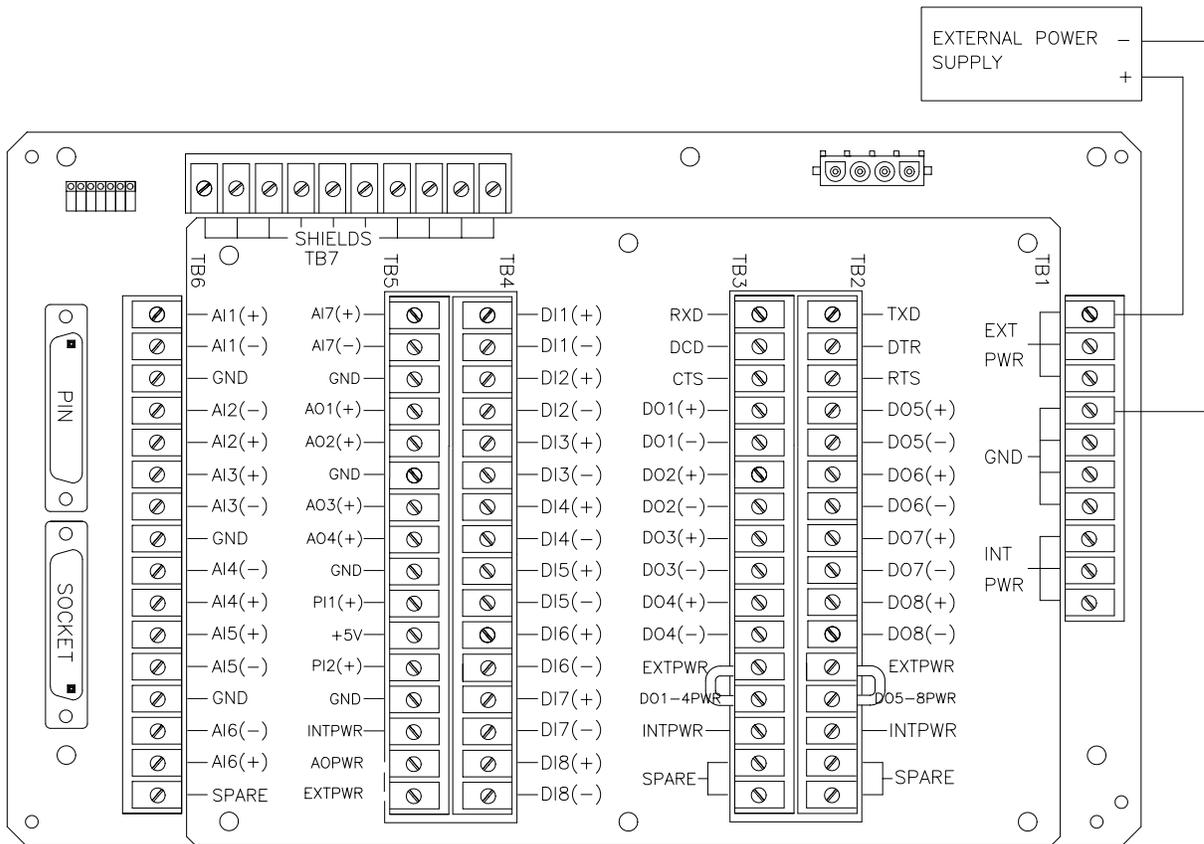 EXTERNAL POWER −
SUPPLY
+
SHIELDS
TB7
TB6
TB5
TB4
TB3
TB2
TB1
PIN
SOCKET
AI1(+)
AI1(−)
GND
AI2(−)
AI2(+)
AI3(+)
AI3(−)
GND
AI4(−)
AI4(+)
AI5(+)
AI5(−)
GND
AI6(−)
AI6(+)
SPARE
AI7(+)
AI7(−)
GND
AO1(+)
AO2(+)
GND
AO3(+)
AO4(+)
GND
PI1(+)
+5V
PI2(+)
GND
INTPWR
AOPWR
EXTPWR
DI1(+)
DI1(−)
DI2(+)
DI2(−)
DI3(+)
DI3(−)
DI4(+)
DI4(−)
DI5(+)
DI5(−)
DI6(+)
DI6(−)
DI7(+)
DI7(−)
DI8(+)
DI8(−)
RXD
DCD
CTS
DO1(+)
DO1(−)
DO2(+)
DO2(−)
DO3(+)
DO3(−)
DO4(+)
DO4(−)
EXTPWR
DO1−4PWR
INTPWR
SPARE
TXD
DTR
RTS
DO5(+)
DO5(−)
DO6(+)
DO6(−)
DO7(+)
DO7(−)
DO8(+)
DO8(−)
EXTPWR
DO5−8PWR
INTPWR
SPARE
EXT
PWR
GND
INT
PWR